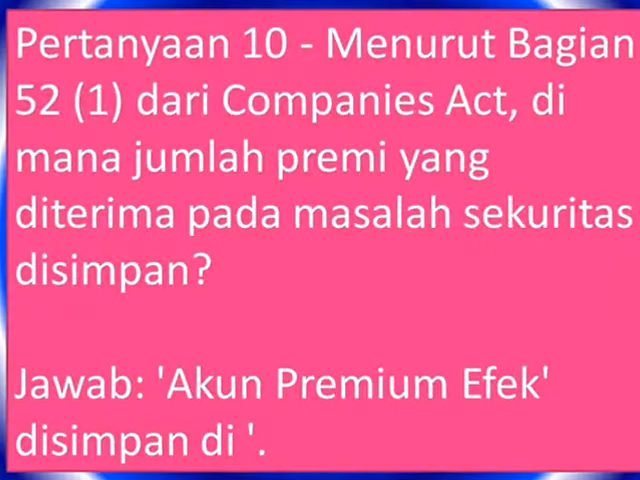 Pertanyaan 10 - Menurut Bagian
52 (1) dari Companies Act, di
mana jumlah premi yang
diterima pada masalah sekuritas
disimpan?
Jawab: 'Akun Premium Efek'
disimpan di '.